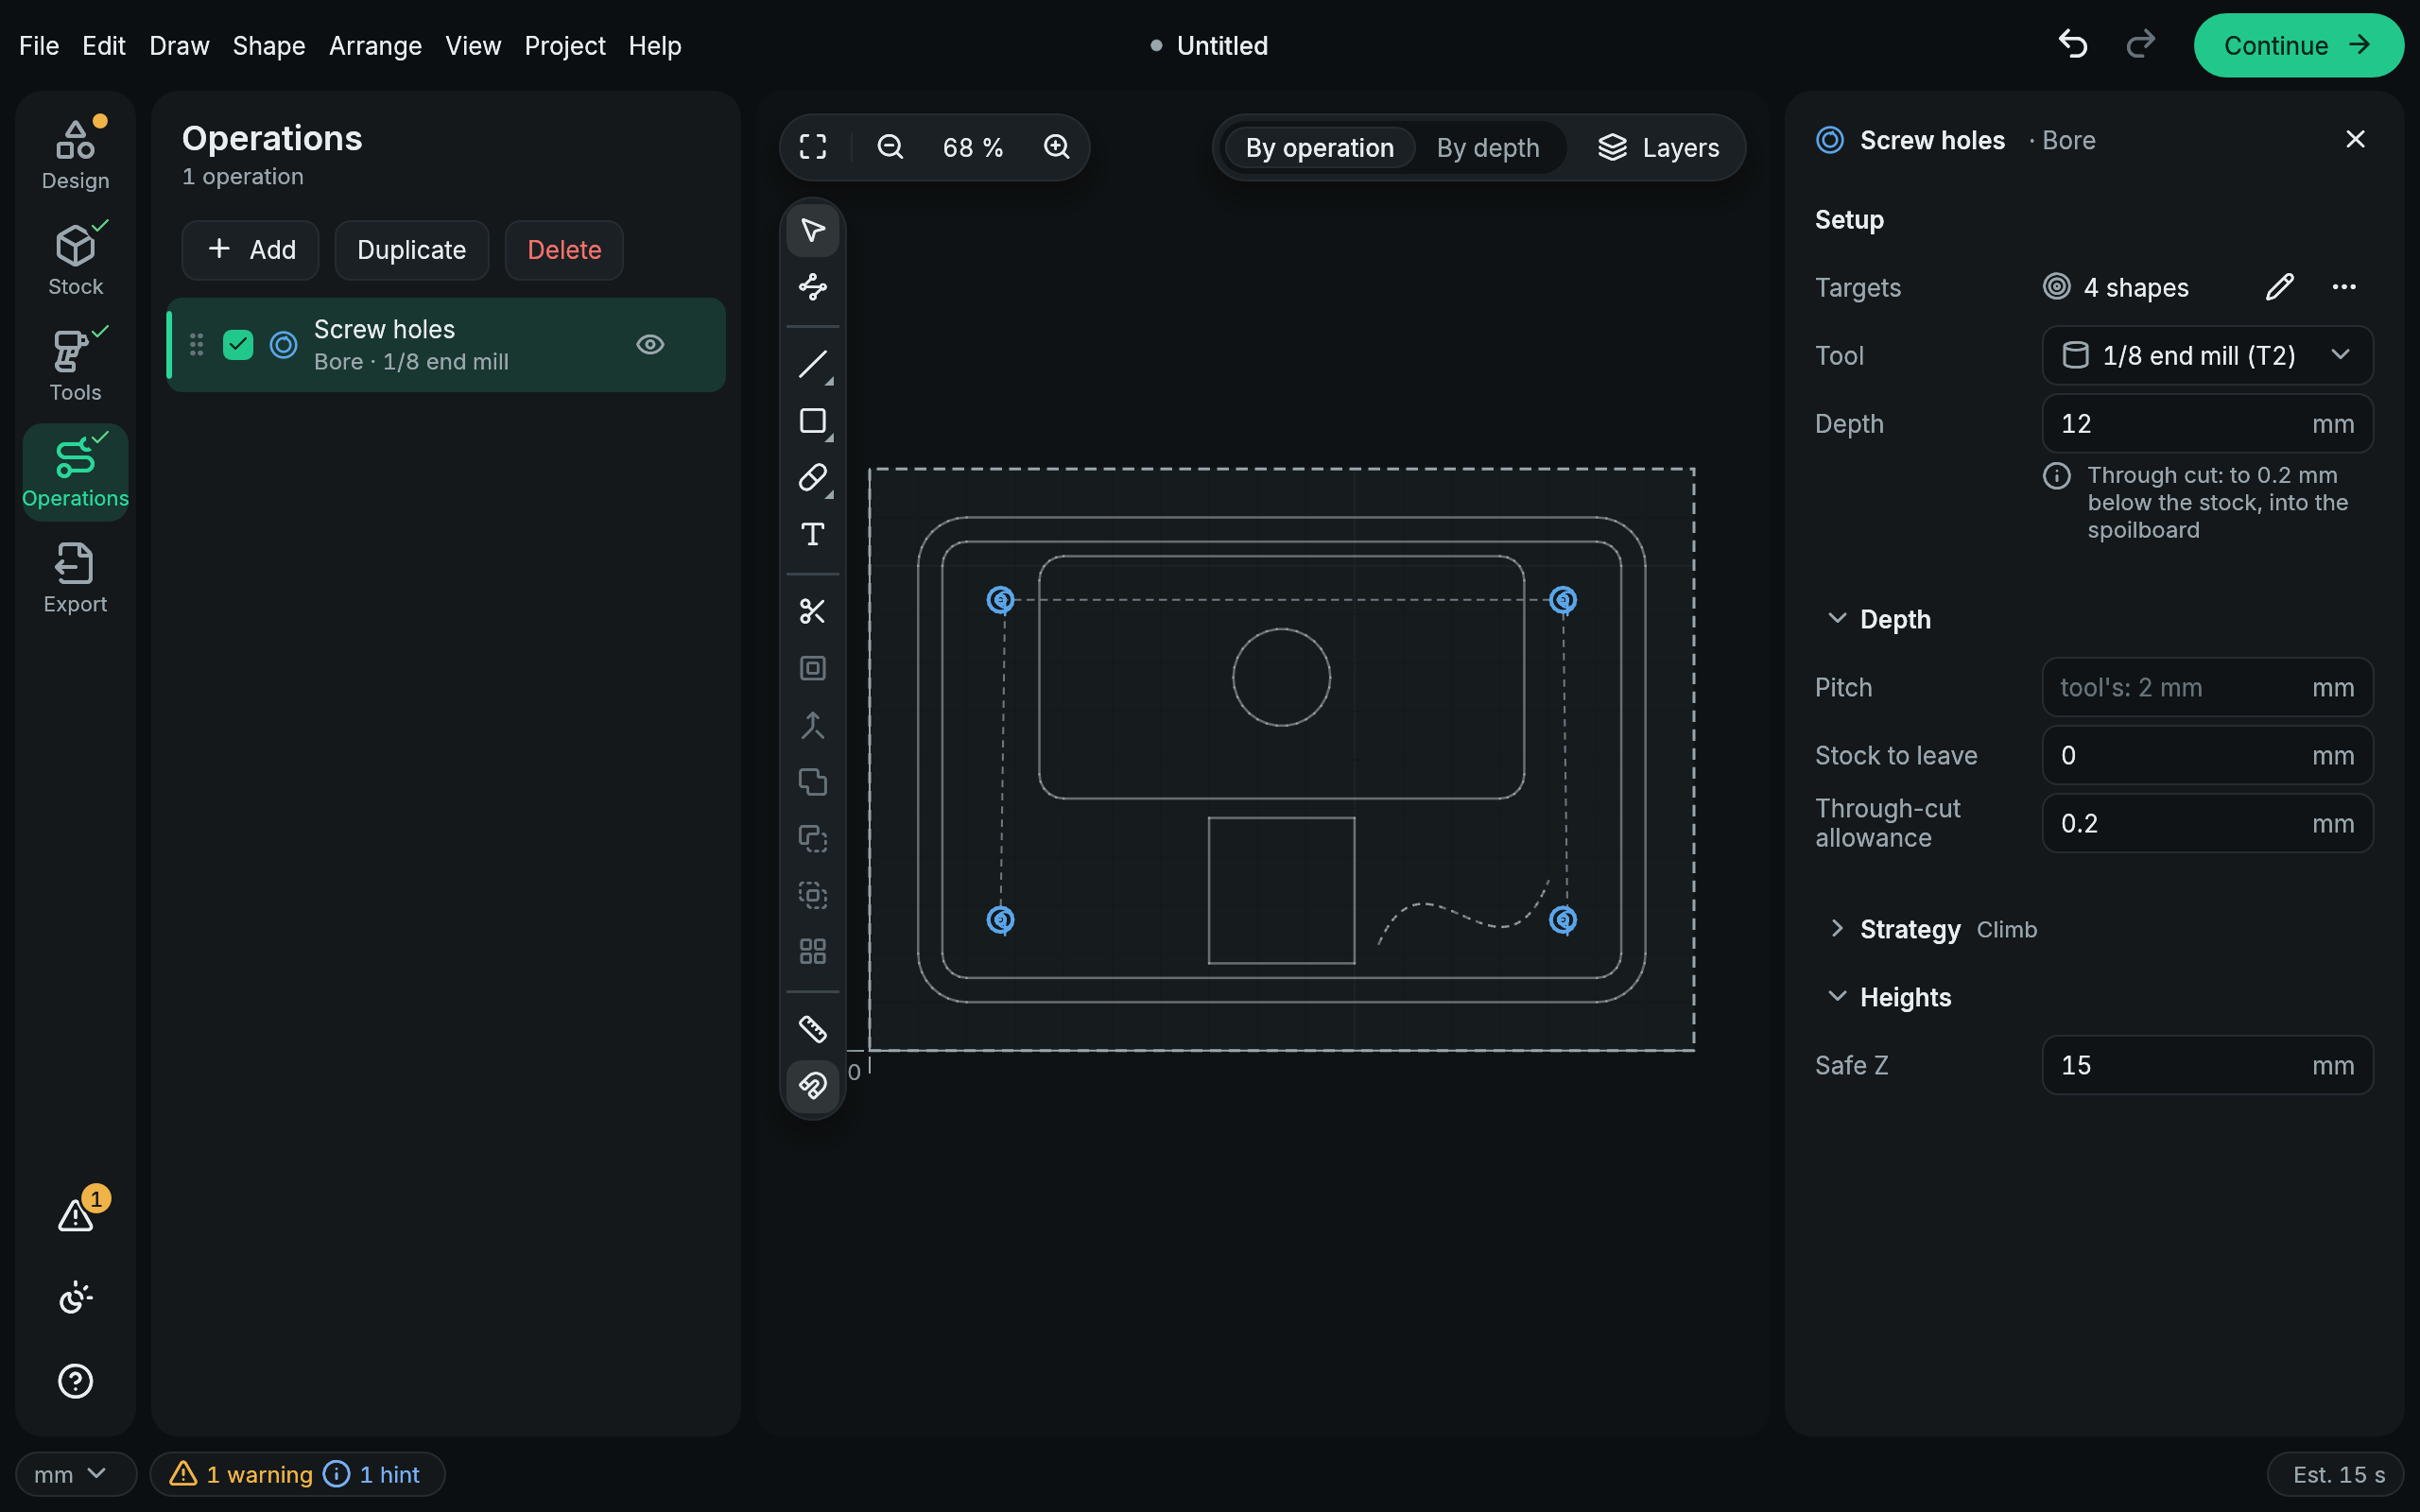 File Edit Draw Shape Arrange View Project Help
Untitled
Continue
Design
Stock
Tools
Operations
Export
1
Operations
1 operation
Add
Duplicate
Delete
Screw holes
Bore · 1/8 end mill
68 %
By operation
By depth
Layers
0
Screw holes · Bore
Setup
Targets
4 shapes
Tool
1/8 end mill (T2)
Depth
12 mm
Through cut: to 0.2 mm
below the stock, into the
spoilboard
Depth
Pitch
tool's: 2 mm mm
Stock to leave
0 mm
Through-cut
allowance
0.2 mm
Strategy Climb
Heights
Safe Z
15 mm
mm
1 warning
1 hint
Est. 15 s